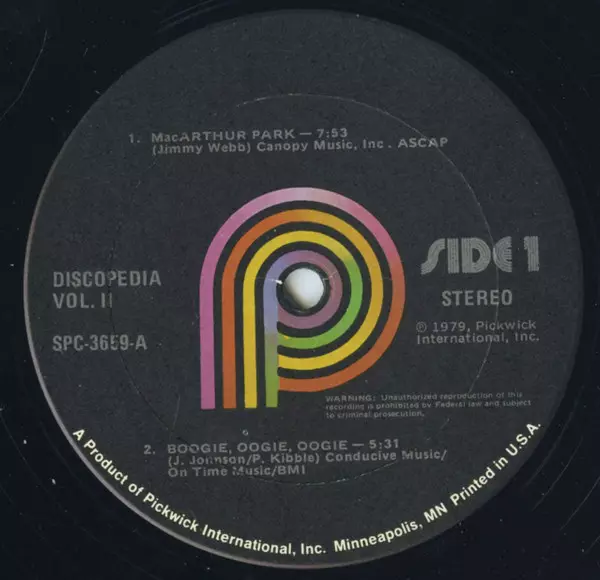 1. MacARTHUR PARK — 7:53
(Jimmy Webb) Canopy Music, Inc. ASCAP
DISCOPEDIA
VOL. II
SPC-3659-A
SIDE 1
STEREO
℗ 1979, Pickwick
International, Inc.
WARNING: Unauthorized reproduction of this
recording is prohibited by Federal law and subject
to criminal prosecution.
2. BOOGIE, OOGIE, OOGIE — 5:31
(J. Johnson/P. Kibble) Conducive Music/
On Time Music/BMI
A Product of Pickwick International, Inc. Minneapolis, MN Printed in U.S.A.